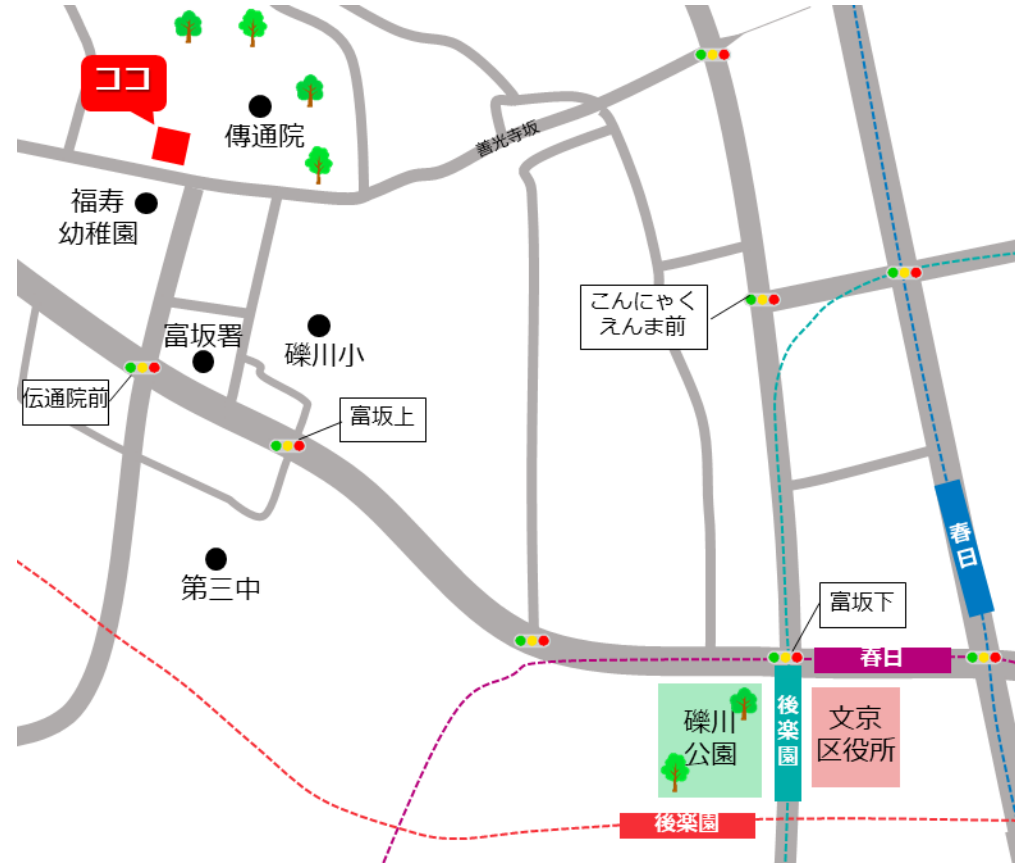 ココ
傳通院
善光寺坂
福寿
幼稚園
こんにゃく
えんま前
富坂署
礫川小
伝通院前
富坂上
春日
第三中
富坂下
春日
礫川
公園
後楽園
文京
区役所
後楽園